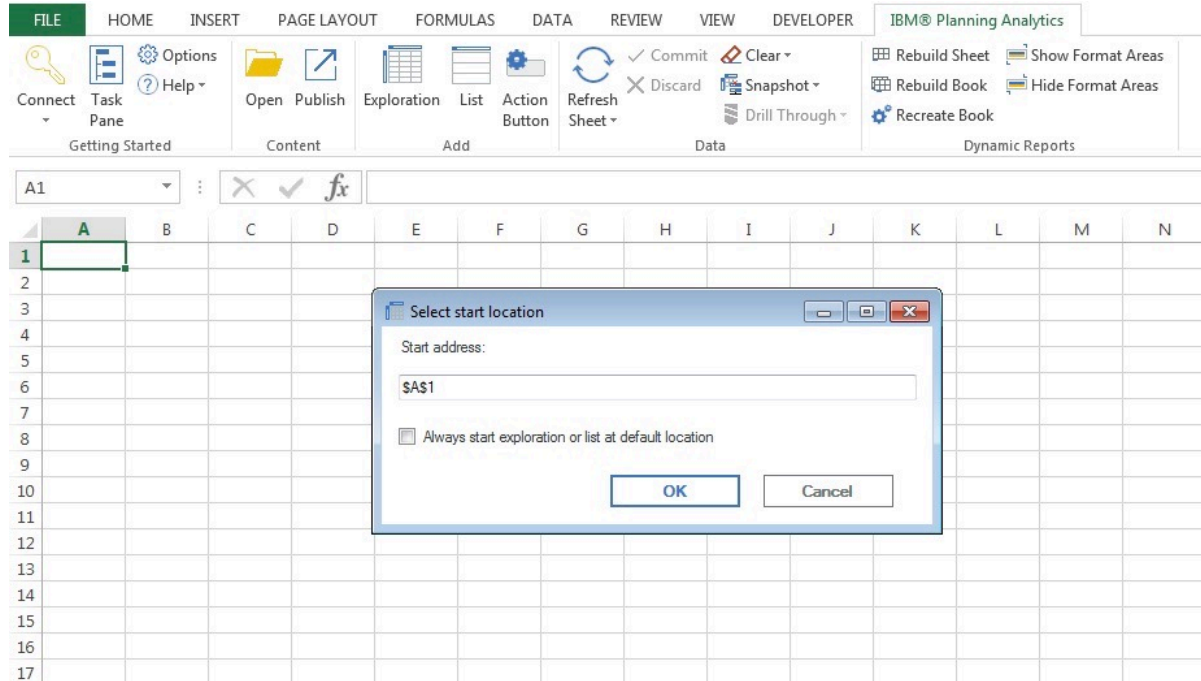 FILE HOME INSERT PAGE LAYOUT FORMULAS DATA REVIEW VIEW DEVELOPER IBM® Planning Analytics
Connect
Task Pane
Options
Help
Getting Started
Open
Publish
Content
Exploration
List
Action Button
Add
Refresh Sheet
Commit
Discard
Clear
Snapshot
Drill Through
Data
Rebuild Sheet
Rebuild Book
Recreate Book
Show Format Areas
Hide Format Areas
Dynamic Reports
A1 fx
A B C D E F G H I J K L M N
1
2
3
4
5
6
7
8
9
10
11
12
13
14
15
16
17
Select start location
Start address:
$A$1
Always start exploration or list at default location
OK Cancel